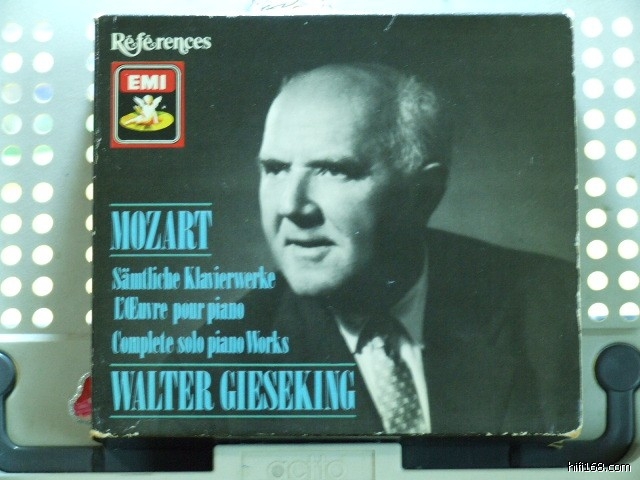 Références
EMI
MOZART
Sämtliche Klavierwerke
L'Œuvre pour piano
Complete solo piano Works
WALTER GIESEKING
hifi168.com